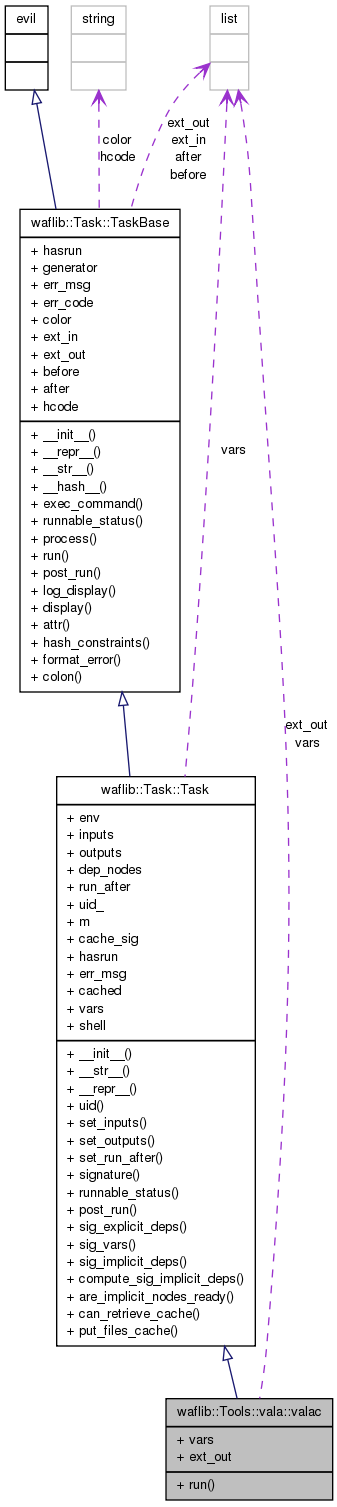 evil
string
list
color
hcode
ext_out
ext_in
after
before
waflib::Task::TaskBase
+ hasrun
+ generator
+ err_msg
+ err_code
+ color
+ ext_in
+ ext_out
+ before
+ after
+ hcode
+ __init__()
+ __repr__()
+ __str__()
+ __hash__()
+ exec_command()
+ runnable_status()
+ process()
+ run()
+ post_run()
+ log_display()
+ display()
+ attr()
+ hash_constraints()
+ format_error()
+ colon()
vars
ext_out
vars
waflib::Task::Task
+ env
+ inputs
+ outputs
+ dep_nodes
+ run_after
+ uid_
+ m
+ cache_sig
+ hasrun
+ err_msg
+ cached
+ vars
+ shell
+ __init__()
+ __str__()
+ __repr__()
+ uid()
+ set_inputs()
+ set_outputs()
+ set_run_after()
+ signature()
+ runnable_status()
+ post_run()
+ sig_explicit_deps()
+ sig_vars()
+ sig_implicit_deps()
+ compute_sig_implicit_deps()
+ are_implicit_nodes_ready()
+ can_retrieve_cache()
+ put_files_cache()
waflib::Tools::vala::valac
+ vars
+ ext_out
+ run()